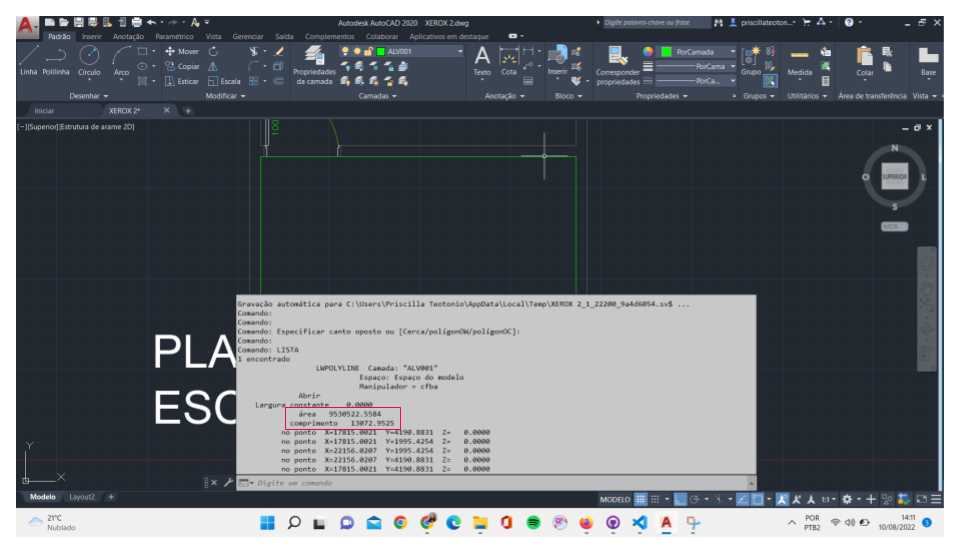 Autodesk AutoCAD 2020 XEROX 2.dwg
Digite palavra-chave ou frase
priscillateoton...
Padrão Inserir Anotação Paramétrico Vista Gerenciar Saída Complementos Colaborar Aplicativos em destaque
Mover
ALV001
PorCamada
Linha Polilinha Círculo Arco
Copiar
Propriedades da camada
Texto Cota
Inserir
Corresponder propriedades
PorCama
Grupo
Medida
Colar
Base
Esticar Escala
PorCa...
Desenhar Modificar Camadas Anotação Bloco Propriedades Grupos Utilitários Área de transferência Vista
Iniciar XEROX 2*
[−][Superior][Estrutura de arame 2D]
100
N
O SUPERIOR L
S
WCS
PLA
ESC
Gravação automática para C:\Users\Priscilla Teotonio\AppData\Local\Temp\XEROX 2_1_22200_9a4d6054.sv$ ...
Comando:
Comando:
Comando: Especificar canto oposto ou [Cerca/polígonOW/polígonOC]:
Comando:
Comando: LISTA
1 encontrado
LWPOLYLINE Camada: "ALV001"
Espaço: Espaço do modelo
Manipulador = cfba
Abrir
Largura constante 0.0000
área 9530522.5584
comprimento 13072.9525
no ponto X=17815.0021 Y=4190.8831 Z= 0.0000
no ponto X=17815.0021 Y=1995.4254 Z= 0.0000
no ponto X=22156.0207 Y=1995.4254 Z= 0.0000
no ponto X=22156.0207 Y=4190.8831 Z= 0.0000
no ponto X=17815.0021 Y=4190.8831 Z= 0.0000
Digite um comando
Y
X
Modelo Layout2 +
MODELO
1:1
21°C
Nublado
POR
PTB2
14:11
10/08/2022